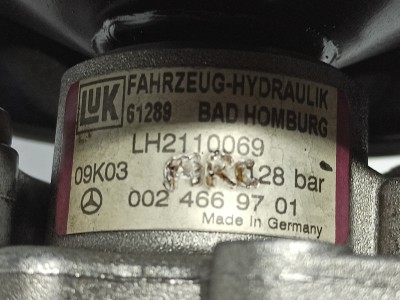 LUK FAHRZEUG-HYDRAULIK
61289 BAD HOMBURG
LH2110069
09K03 128 bar
002 466 97 01
Made in Germany